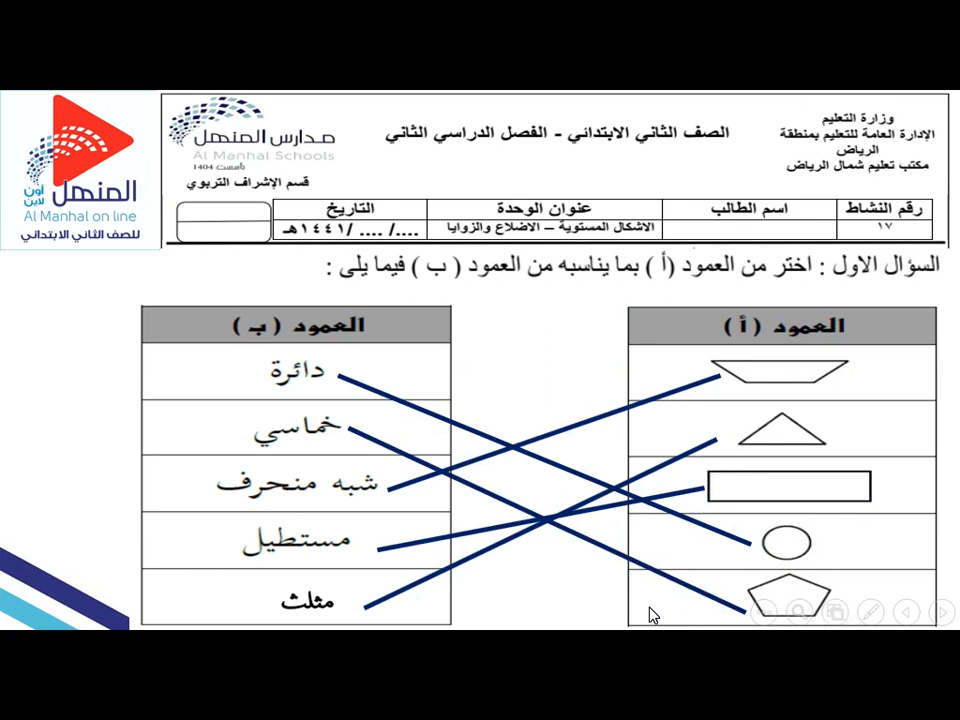 وزارة التعليم
الإدارة العامة للتعليم بمنطقة
الرياض
مكتب تعليم شمال الرياض
الصف الثاني الابتدائي - الفصل الدراسي الثاني
مدارس المنهل
Al Manhal Schools
تأسست 1404
قسم الإشراف التربوي
المنهل أون لاين
Al Manhal on line
للصف الثاني الابتدائي
رقم النشاط اسم الطالب عنوان الوحدة التاريخ
١٧ الاشكال المستوية – الاضلاع والزوايا ..../ .... /١٤٤١هـ
السؤال الاول : اختر من العمود (أ ) بما يناسبه من العمود ( ب ) فيما يلى :
العمود ( أ )
العمود ( ب )
دائرة
خماسي
شبه منحرف
مستطيل
مثلث